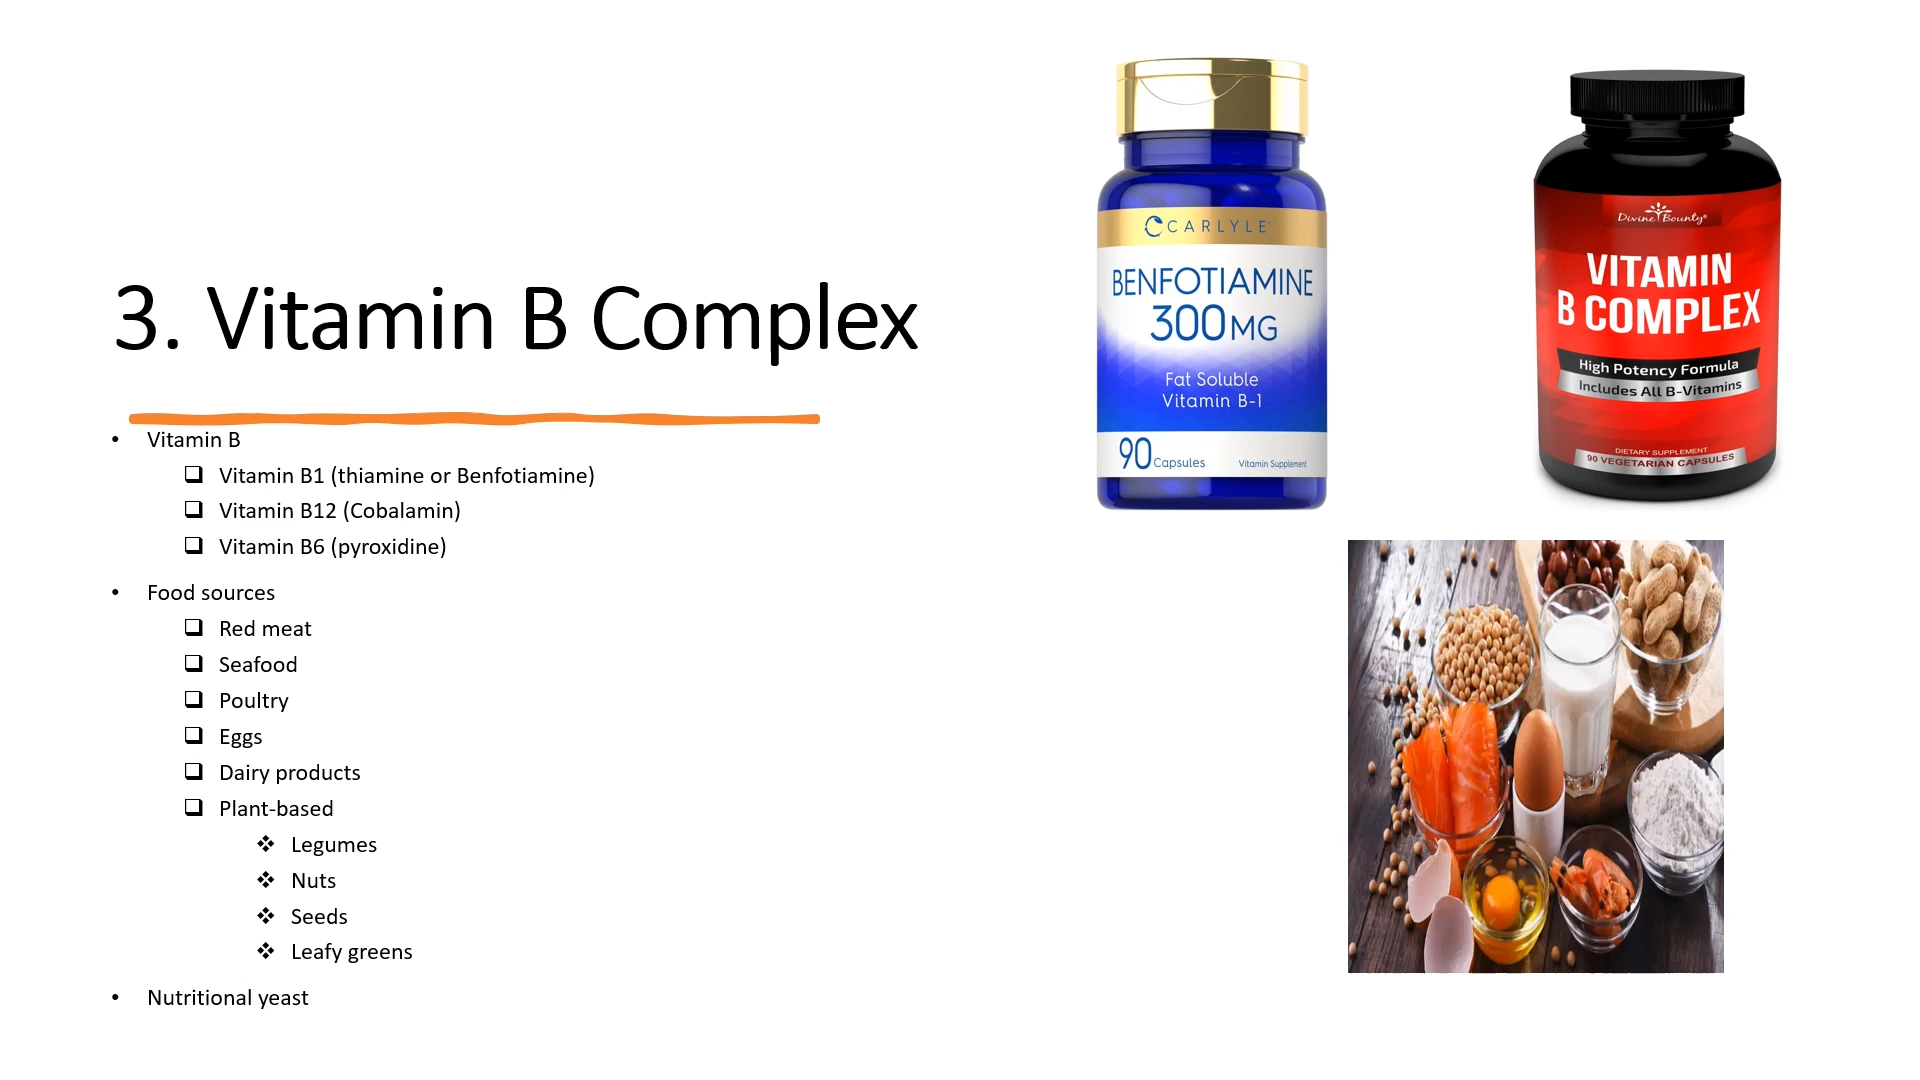 3. Vitamin B Complex
• Vitamin B
❑ Vitamin B1 (thiamine or Benfotiamine)
❑ Vitamin B12 (Cobalamin)
❑ Vitamin B6 (pyroxidine)
• Food sources
❑ Red meat
❑ Seafood
❑ Poultry
❑ Eggs
❑ Dairy products
❑ Plant-based
❖ Legumes
❖ Nuts
❖ Seeds
❖ Leafy greens
• Nutritional yeast
CARLYLE
BENFOTIAMINE
300 MG
Fat Soluble
Vitamin B-1
90 Capsules Vitamin Supplement
Divine Bounty®
VITAMIN
B COMPLEX
High Potency Formula
Includes All B-Vitamins
DIETARY SUPPLEMENT
90 VEGETARIAN CAPSULES